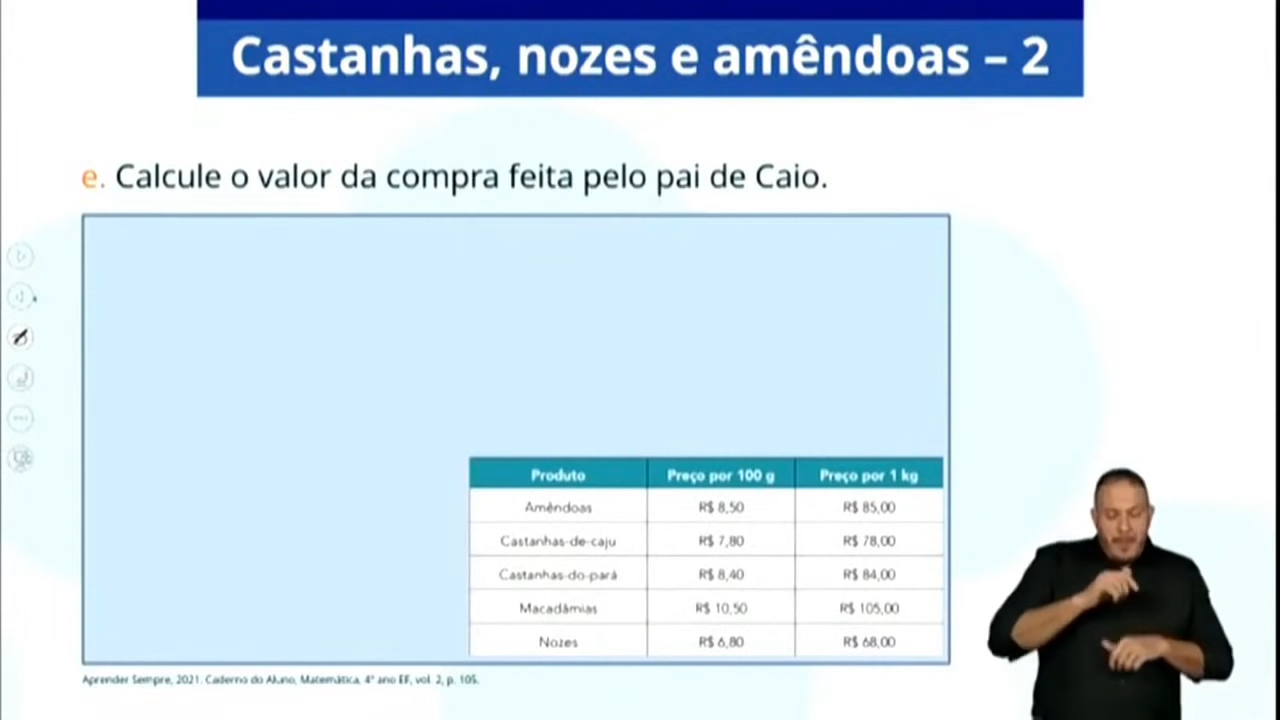 Castanhas, nozes e amêndoas – 2
e. Calcule o valor da compra feita pelo pai de Caio.
Produto Preço por 100 g Preço por 1 kg
Amêndoas R$ 8,50 R$ 85,00
Castanhas-de-caju R$ 7,80 R$ 78,00
Castanhas-do-pará R$ 8,40 R$ 84,00
Macadâmias R$ 10,50 R$ 105,00
Nozes R$ 6,80 R$ 68,00
Aprender Sempre, 2021. Caderno do Aluno, Matemática, 4º ano EF, vol. 2, p. 105.